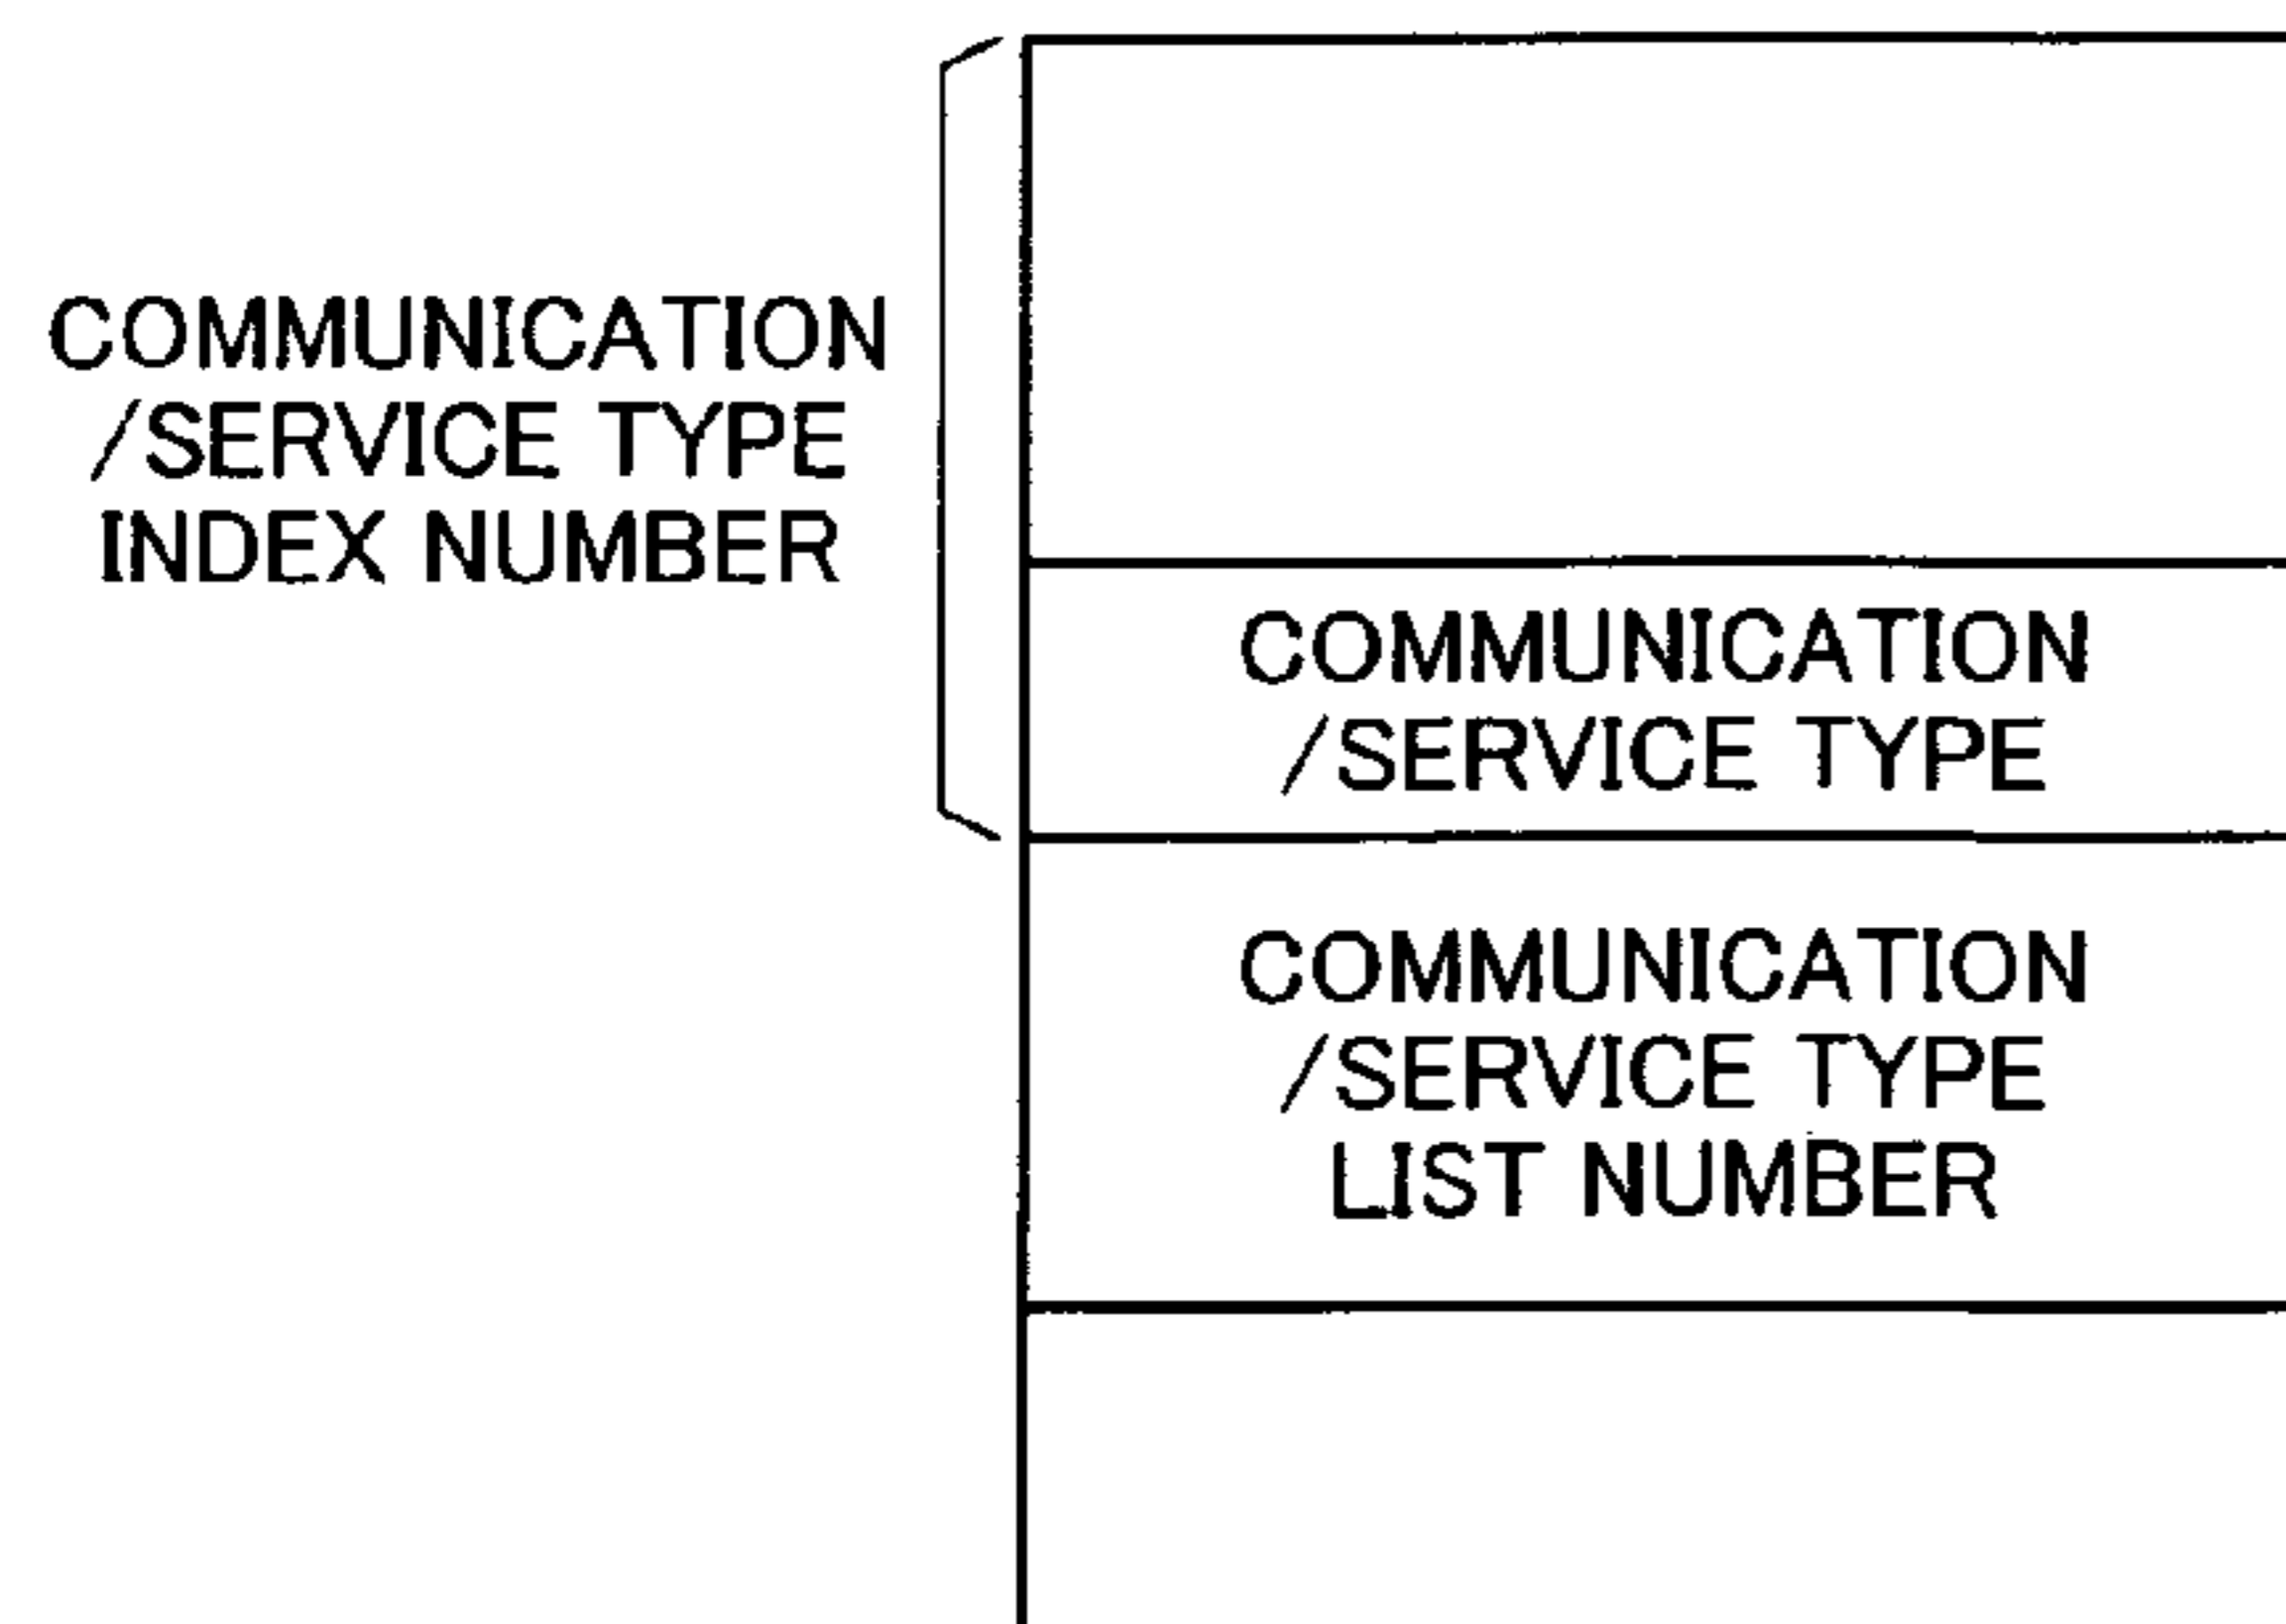 COMMUNICATION
/SERVICE TYPE
INDEX NUMBER
COMMUNICATION
/SERVICE TYPE
COMMUNICATION
/SERVICE TYPE
LIST NUMBER